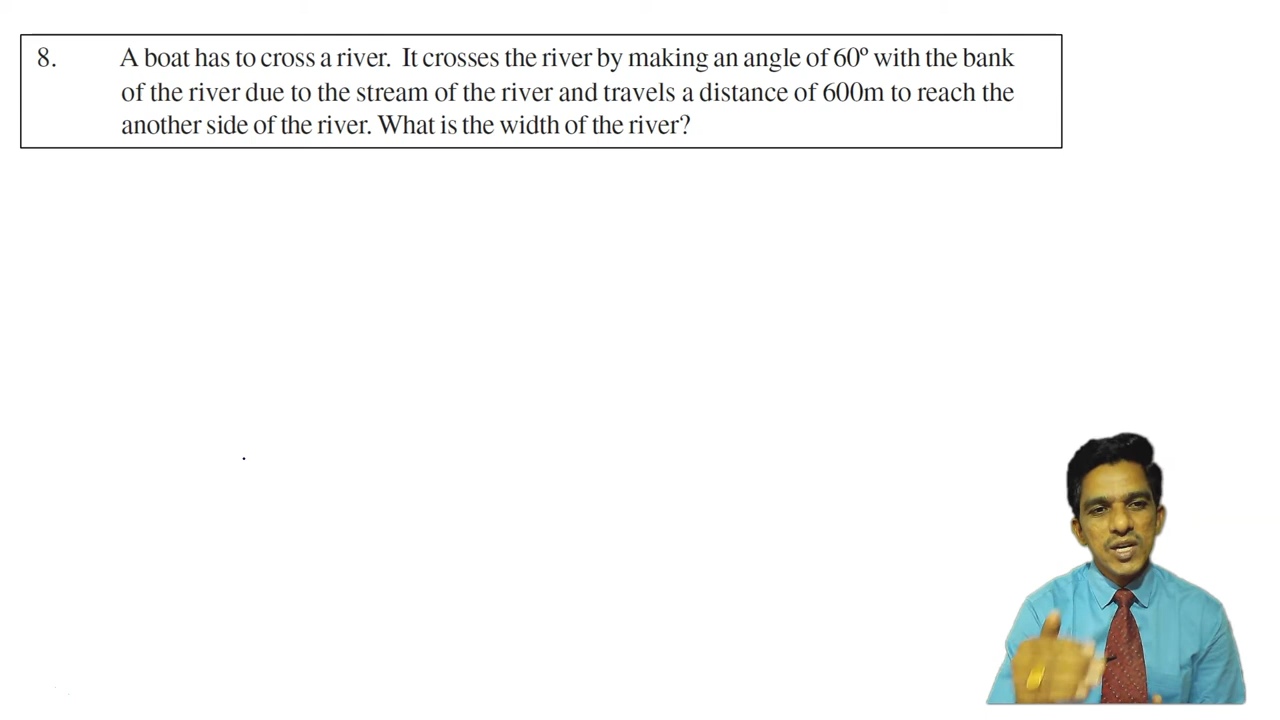 8. A boat has to cross a river. It crosses the river by making an angle of 60º with the bank
of the river due to the stream of the river and travels a distance of 600m to reach the
another side of the river. What is the width of the river?